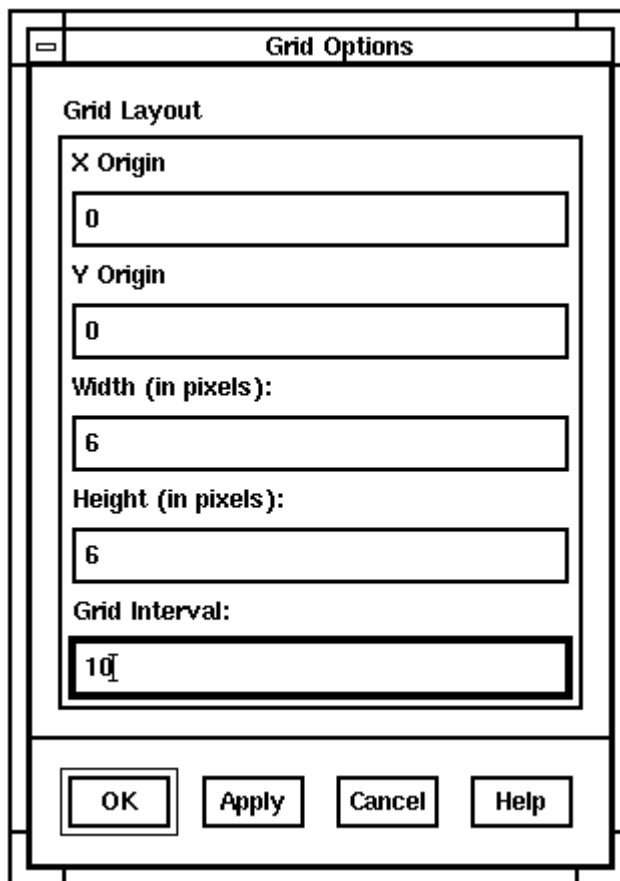 Grid Options
Grid Layout
X Origin
0
Y Origin
0
Width (in pixels):
6
Height (in pixels):
6
Grid Interval:
10
OK Apply Cancel Help